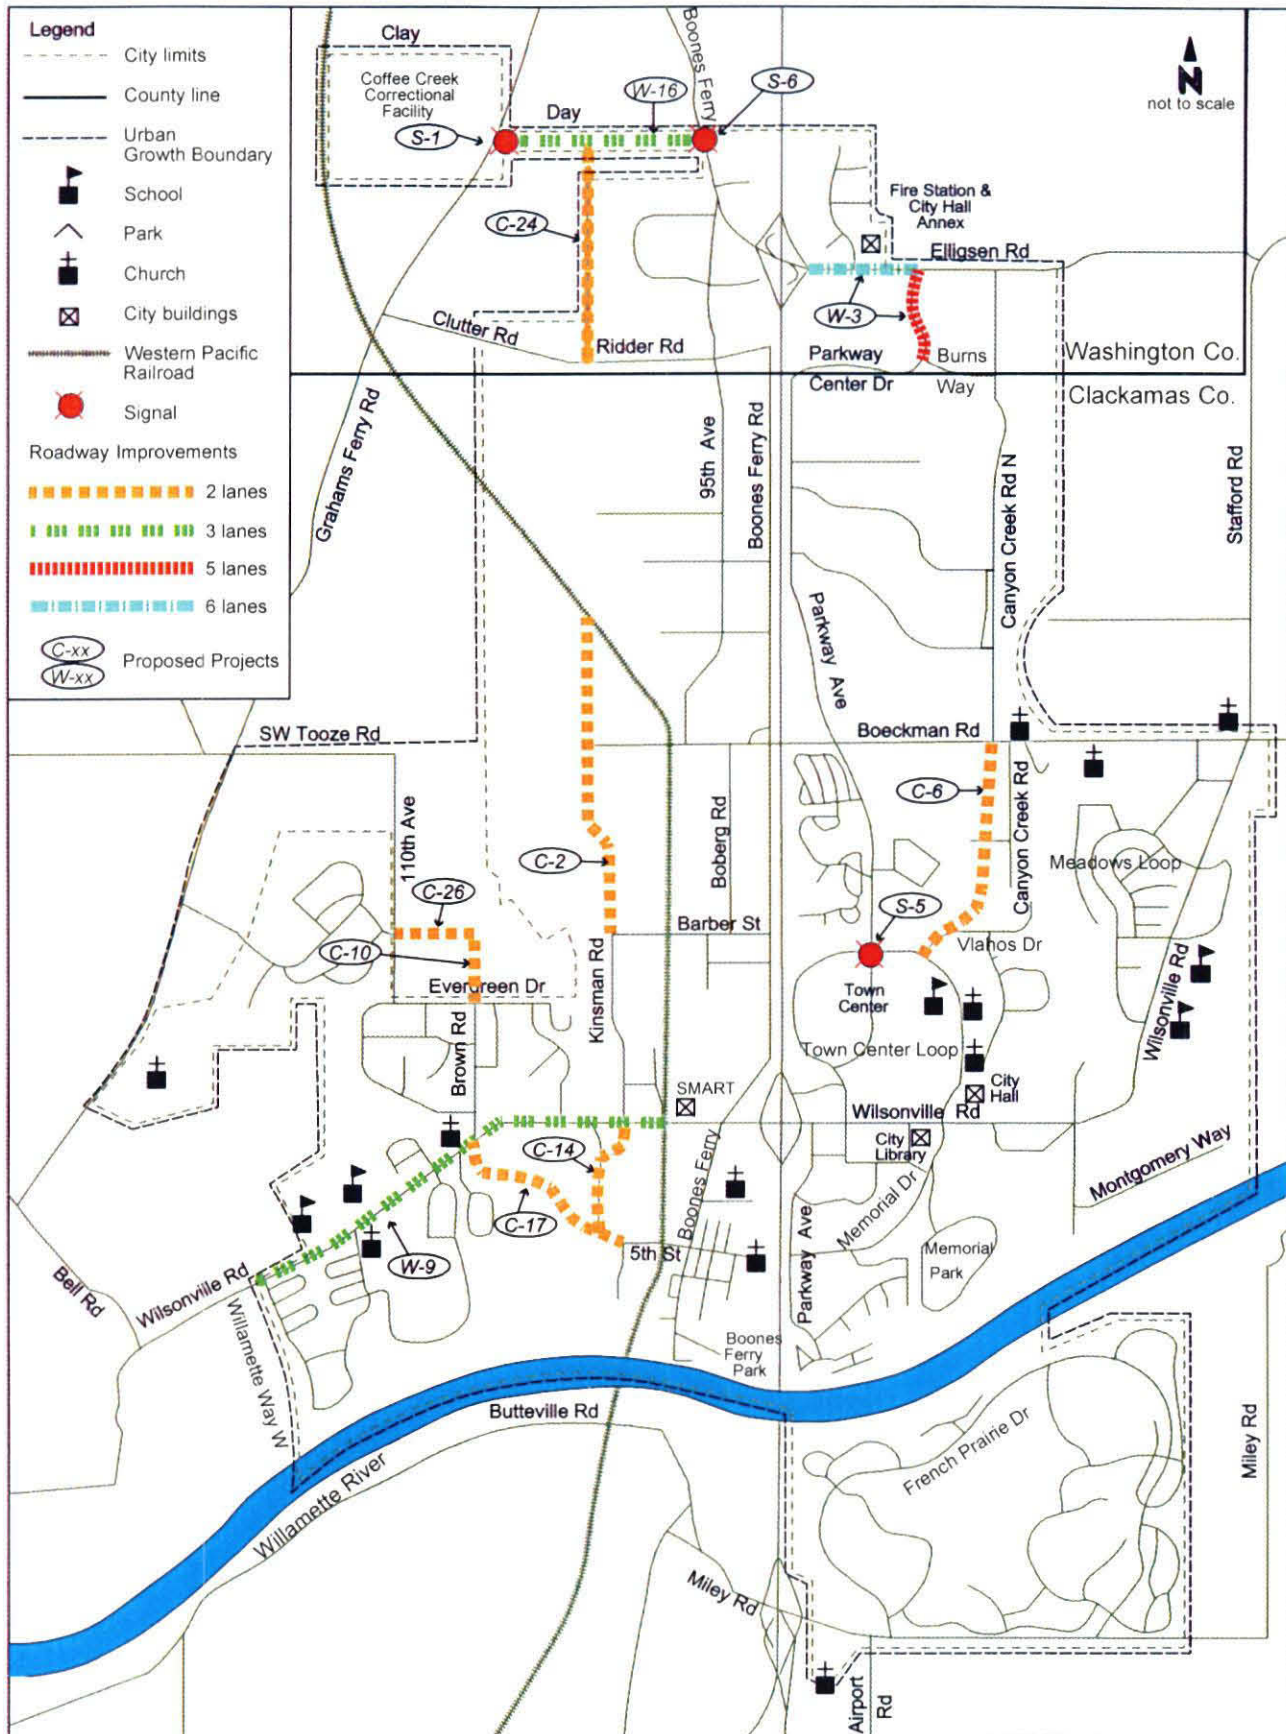 Legend
City limits
County line
Urban
Growth Boundary
School
Park
Church
City buildings
Western Pacific
Railroad
Signal
Roadway Improvements
2 lanes
3 lanes
5 lanes
6 lanes
C-xx
W-xx
Proposed Projects
Clay
Coffee Creek
Correctional
Facility
S-1
Day
W-16
Boones Ferry
S-6
N
not to scale
C-24
Fire Station &
City Hall
Annex
Elligsen Rd
W-3
Clutter Rd
Ridder Rd
Parkway
Center Dr
Burns
Way
Washington Co.
Clackamas Co.
Grahams Ferry Rd
95th Ave
Boones Ferry Rd
Canyon Creek Rd N
Stafford Rd
Parkway Ave
SW Tooze Rd
Boeckman Rd
110th Ave
C-2
Boberg Rd
C-6
Canyon Creek Rd
Meadows Loop
C-26
S-5
Barber St
C-10
Vlahos Dr
Evergreen Dr
Kinsman Rd
Town
Center
Wilsonville Rd
Brown Rd
Town Center Loop
SMART
City
Hall
Wilsonville Rd
C-14
City
Library
Boones Ferry
Montgomery Way
C-17
Memorial Dr
5th St
Parkway Ave
Memorial
Park
W-9
Bell Rd
Wilsonville Rd
Willamette Way W
Boones
Ferry
Park
Butteville Rd
French Prairie Dr
Miley Rd
Willamette River
Miley Rd
Airport
Rd